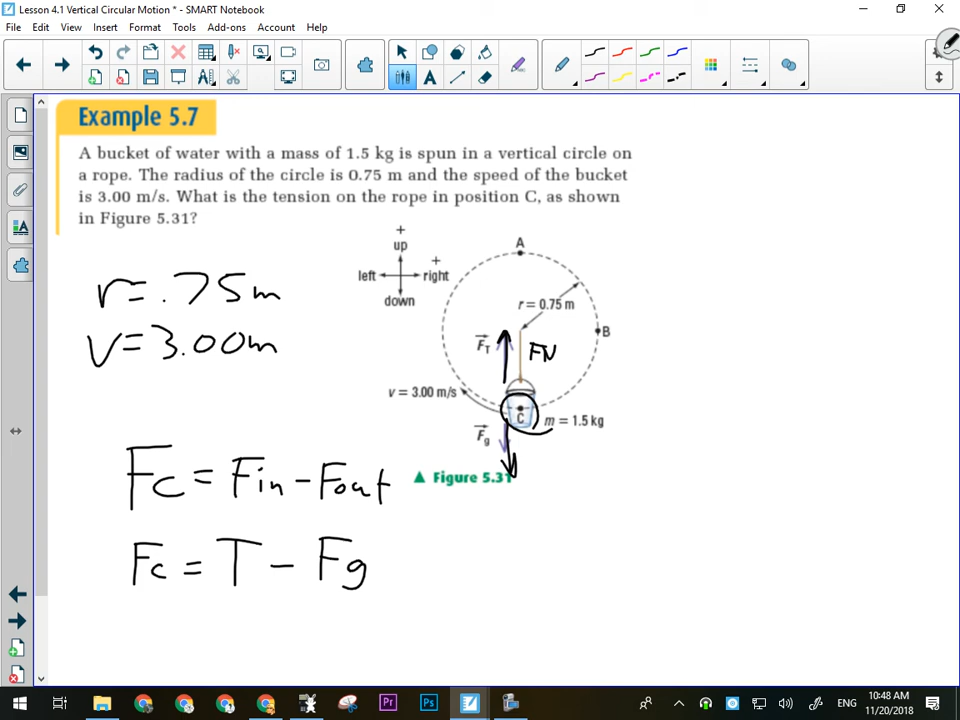 Lesson 4.1 Vertical Circular Motion * - SMART Notebook
File Edit View Insert Format Tools Add-ons Account Help
Example 5.7
A bucket of water with a mass of 1.5 kg is spun in a vertical circle on
a rope. The radius of the circle is 0.75 m and the speed of the bucket
is 3.00 m/s. What is the tension on the rope in position C, as shown
in Figure 5.31?
+
up
+
left right
down
A
r = 0.75 m
B
FT
FN
v = 3.00 m/s
C
m = 1.5 kg
Fg
▲ Figure 5.31
r = .75m
V = 3.00m
Fc = Fin - Fout
Fc = T - Fg
ENG
10:48 AM
11/20/2018